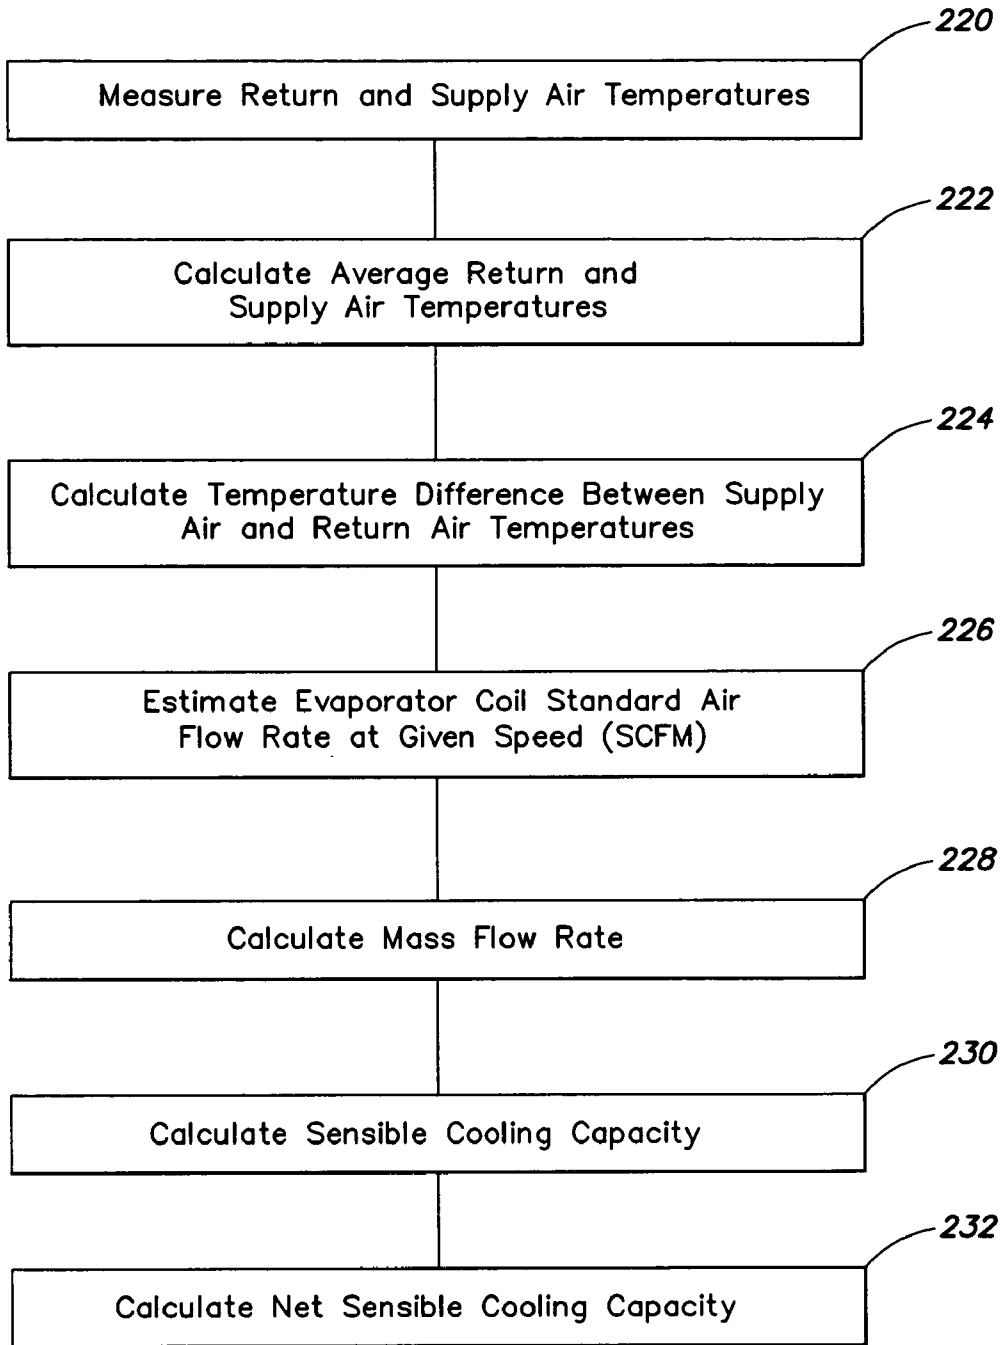 220
Measure Return and Supply Air Temperatures
222
Calculate Average Return and
Supply Air Temperatures
224
Calculate Temperature Difference Between Supply
Air and Return Air Temperatures
226
Estimate Evaporator Coil Standard Air
Flow Rate at Given Speed (SCFM)
228
Calculate Mass Flow Rate
230
Calculate Sensible Cooling Capacity
232
Calculate Net Sensible Cooling Capacity